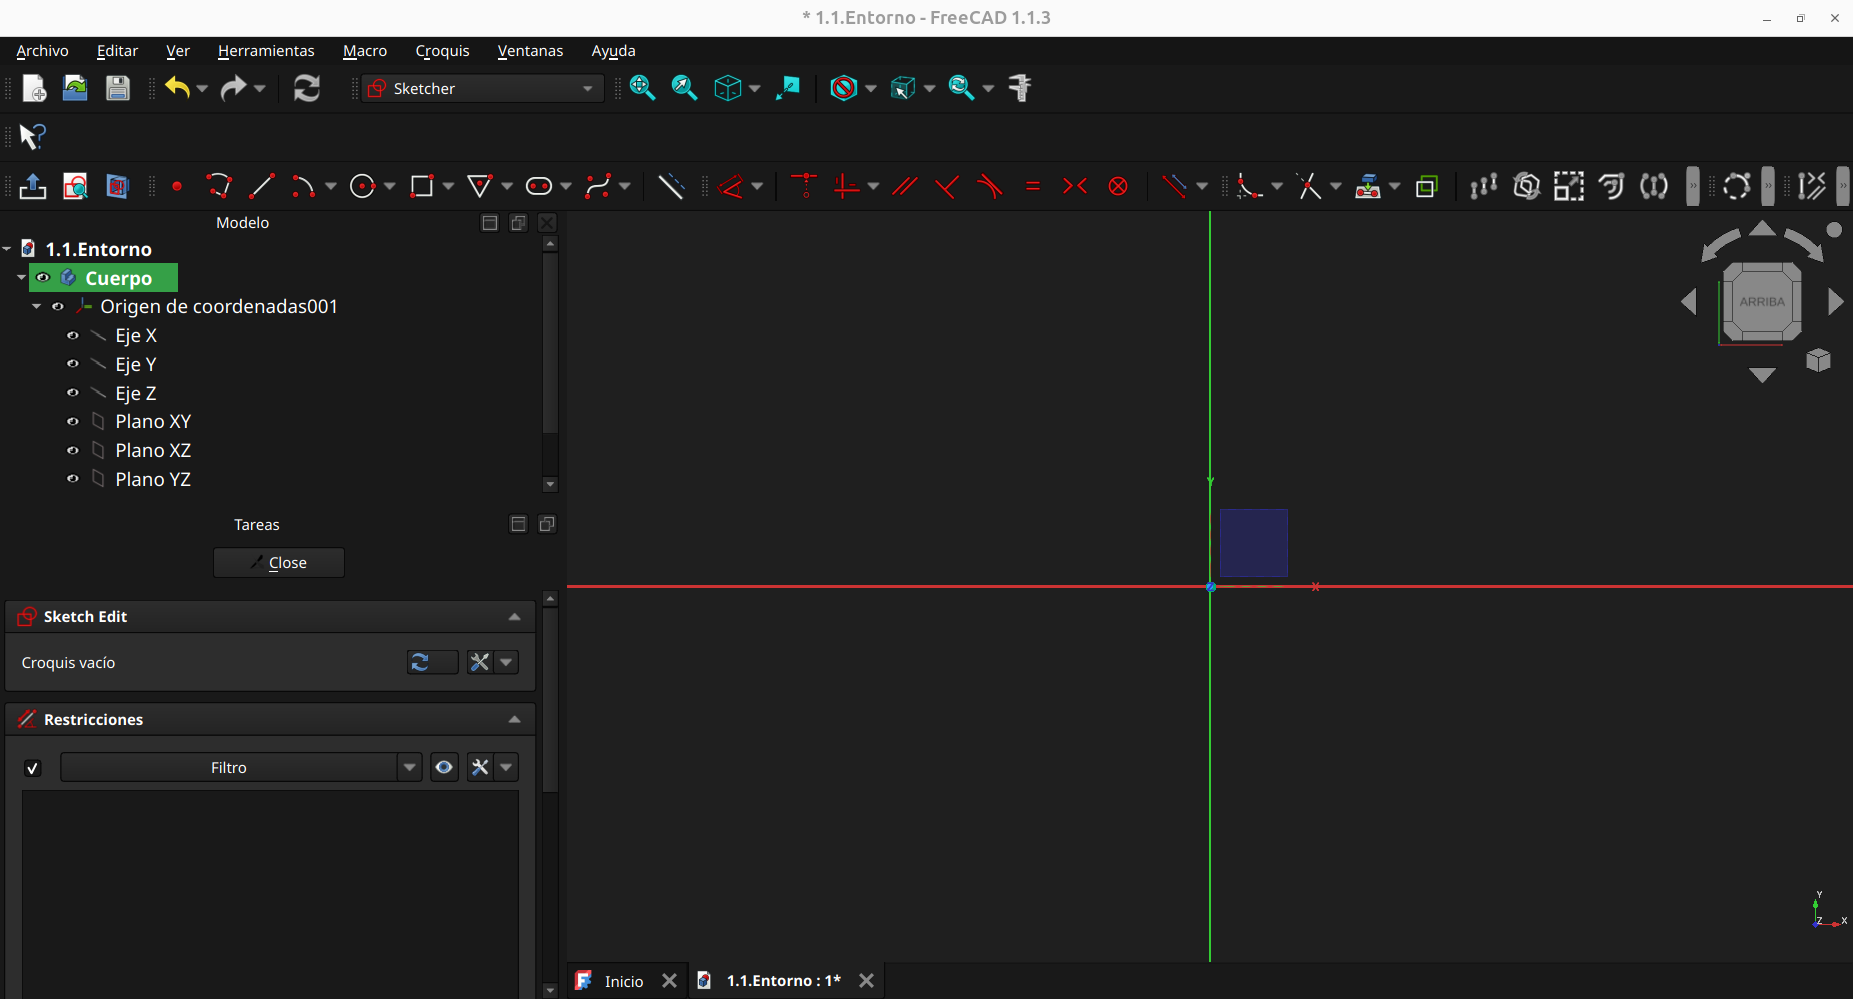 * 1.1.Entorno - FreeCAD 1.1.3
Archivo Editar Ver Herramientas Macro Croquis Ventanas Ayuda
Sketcher
Modelo
1.1.Entorno
Cuerpo
Origen de coordenadas001
Eje X
Eje Y
Eje Z
Plano XY
Plano XZ
Plano YZ
Tareas
Close
Sketch Edit
Croquis vacío
Restricciones
Filtro
ARRIBA
Y
X
Y
Z X
Inicio
1.1.Entorno : 1*